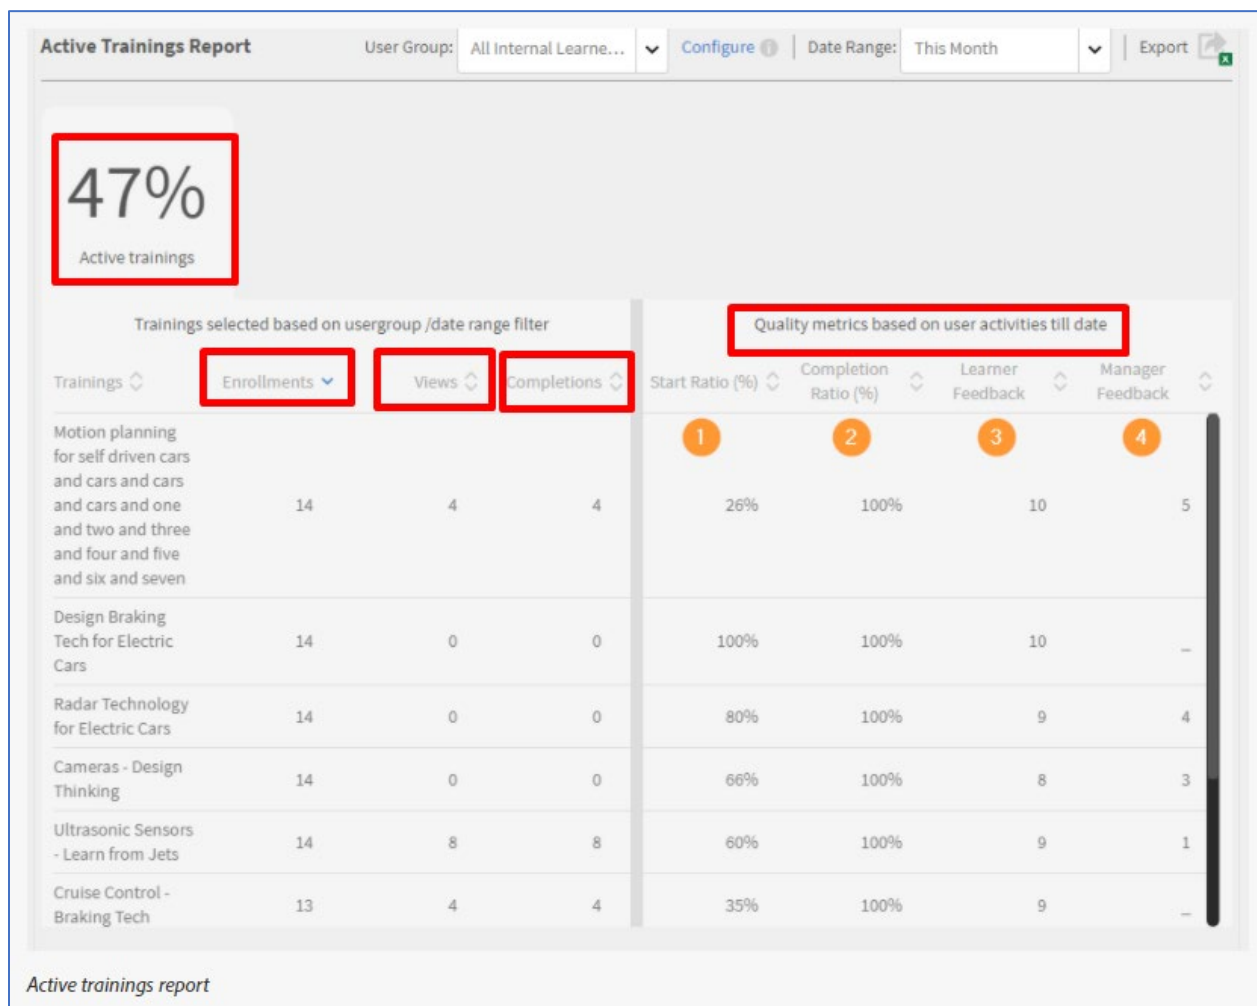 Active Trainings Report User Group: All Internal Learne... Configure Date Range: This Month Export
47%
Active trainings
Trainings selected based on usergroup /date range filter Quality metrics based on user activities till date
Trainings Enrollments Views Completions Start Ratio (%) Completion Ratio (%) Learner Feedback Manager Feedback
1 2 3 4
Motion planning
for self driven cars
and cars and cars
and cars and one 14 4 4 26% 100% 10 5
and two and three
and four and five
and six and seven
Design Braking
Tech for Electric 14 0 0 100% 100% 10 _
Cars
Radar Technology
for Electric Cars 14 0 0 80% 100% 9 4
Cameras - Design
Thinking 14 0 0 66% 100% 8 3
Ultrasonic Sensors
- Learn from Jets 14 8 8 60% 100% 9 1
Cruise Control -
Braking Tech 13 4 4 35% 100% 9 _
Active trainings report